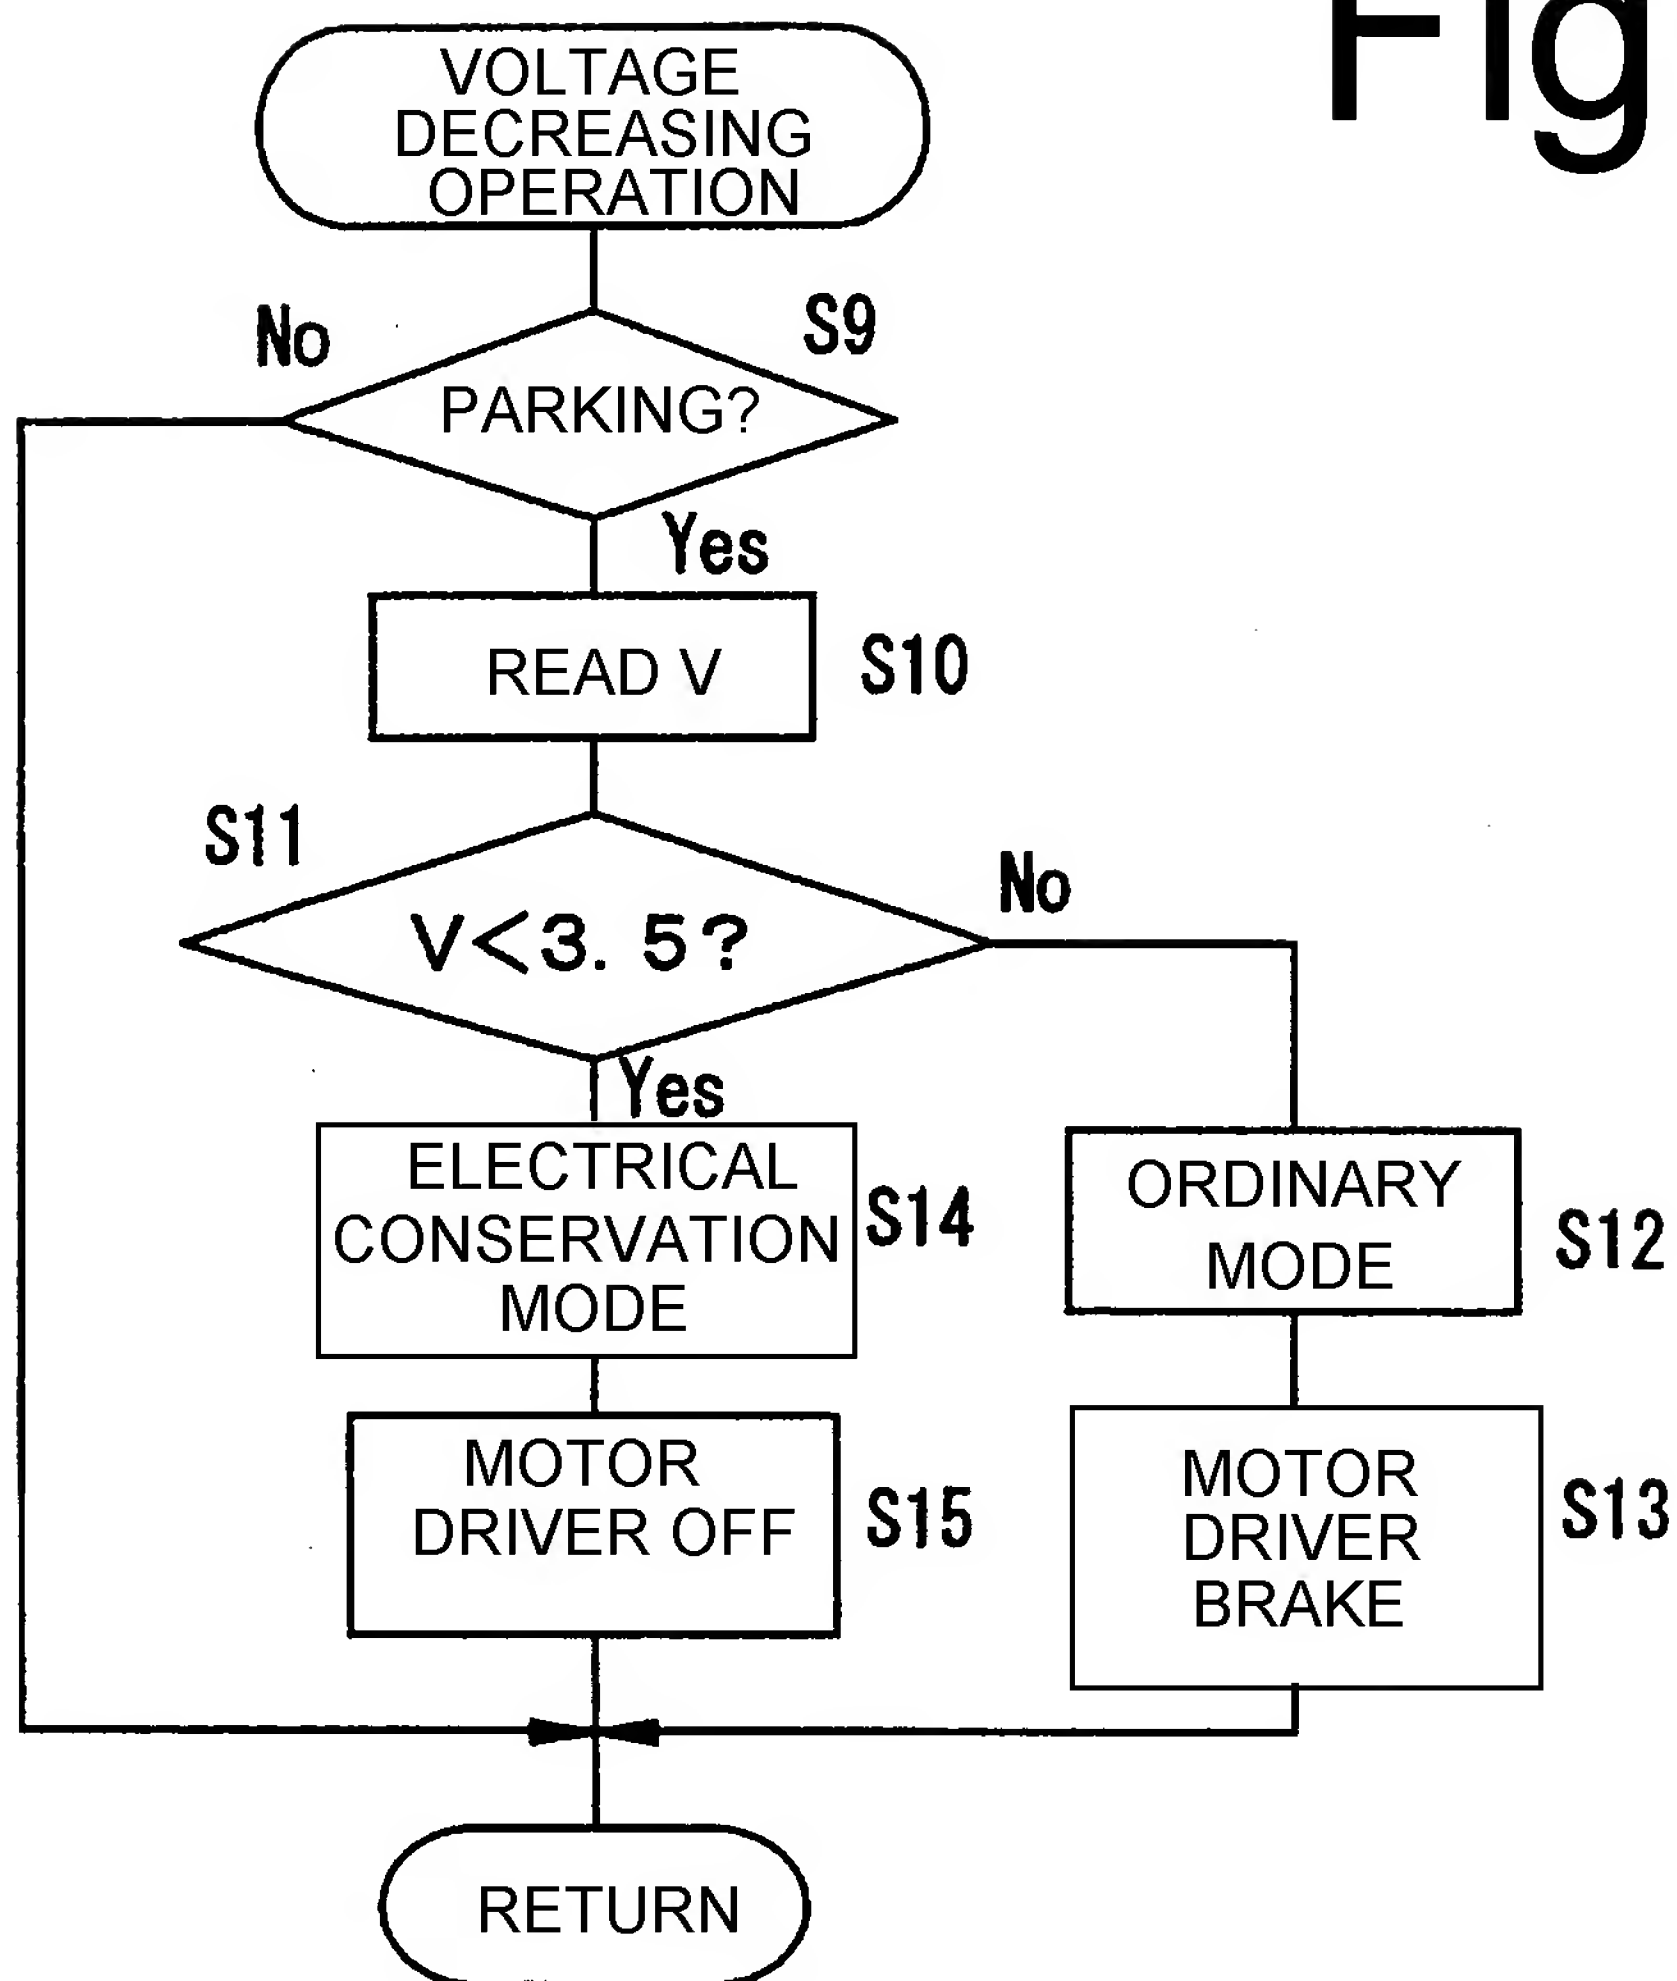 Fig
VOLTAGE
DECREASING
OPERATION
No
S9
PARKING?
Yes
READ V
S10
S11
V<3.5?
No
Yes
ELECTRICAL
CONSERVATION
MODE
S14
ORDINARY
MODE
S12
MOTOR
DRIVER OFF
S15
MOTOR
DRIVER
BRAKE
S13
RETURN